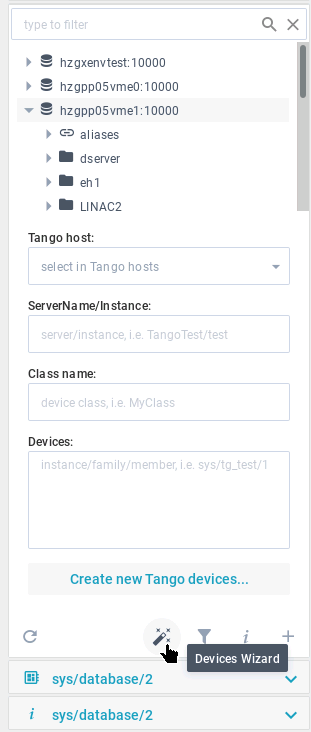 type to filter
hzgxenvtest:10000
hzgpp05vme0:10000
hzgpp05vme1:10000
aliases
dserver
eh1
LINAC2
Tango host:
select in Tango hosts
ServerName/Instance:
server/instance, i.e. TangoTest/test
Class name:
device class, i.e. MyClass
Devices:
instance/family/member, i.e. sys/tg_test/1
Create new Tango devices...
Devices Wizard
sys/database/2
sys/database/2